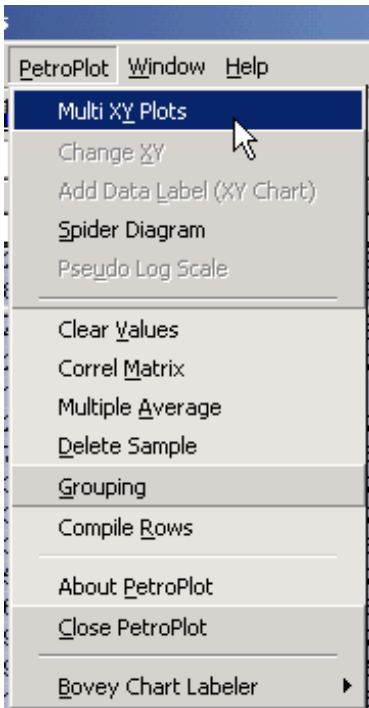 PetroPlot Window Help
Multi XY Plots
Change XY
Add Data Label (XY Chart)
Spider Diagram
Pseudo Log Scale
Clear Values
Correl Matrix
Multiple Average
Delete Sample
Grouping
Compile Rows
About PetroPlot
Close PetroPlot
Bovey Chart Labeler